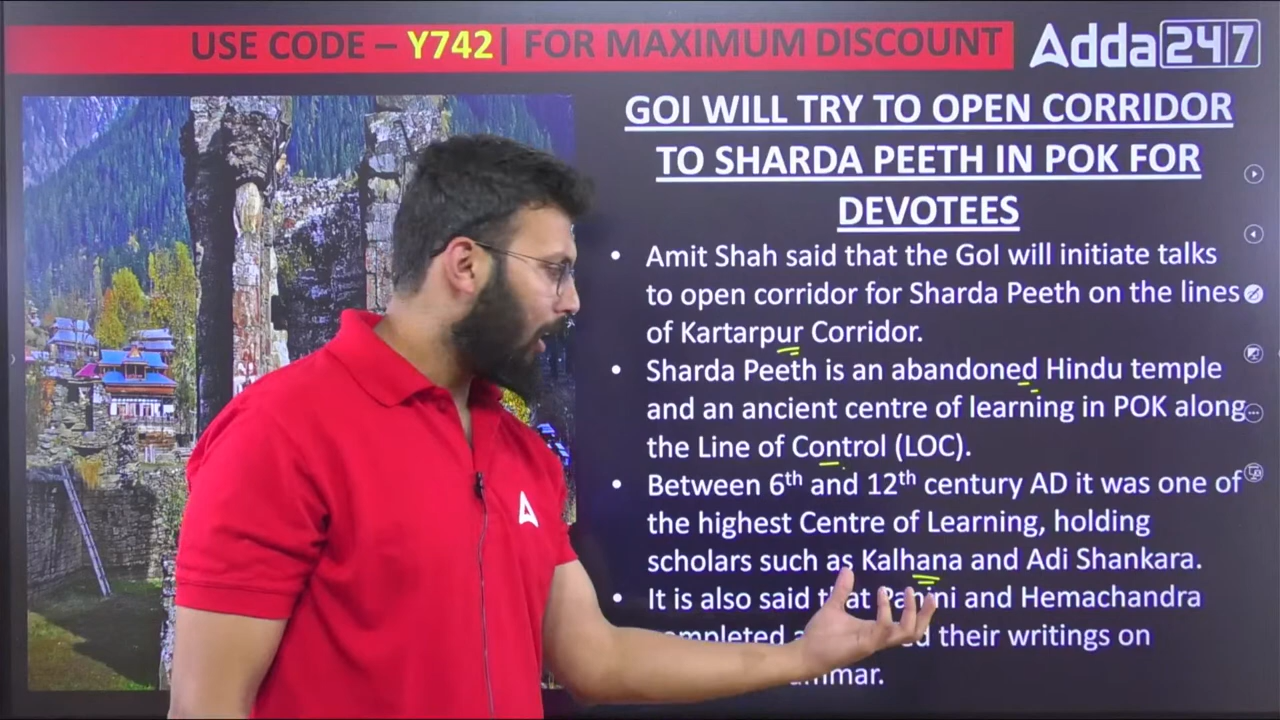 USE CODE – Y742 | FOR MAXIMUM DISCOUNT
Adda247
GOI WILL TRY TO OPEN CORRIDOR
TO SHARDA PEETH IN POK FOR
DEVOTEES
• Amit Shah said that the GoI will initiate talks
to open corridor for Sharda Peeth on the lines
of Kartarpur Corridor.
• Sharda Peeth is an abandoned Hindu temple
and an ancient centre of learning in POK along
the Line of Control (LOC).
• Between 6th and 12th century AD it was one of
the highest Centre of Learning, holding
scholars such as Kalhana and Adi Shankara.
• It is also said that Panini and Hemachandra
their writings on